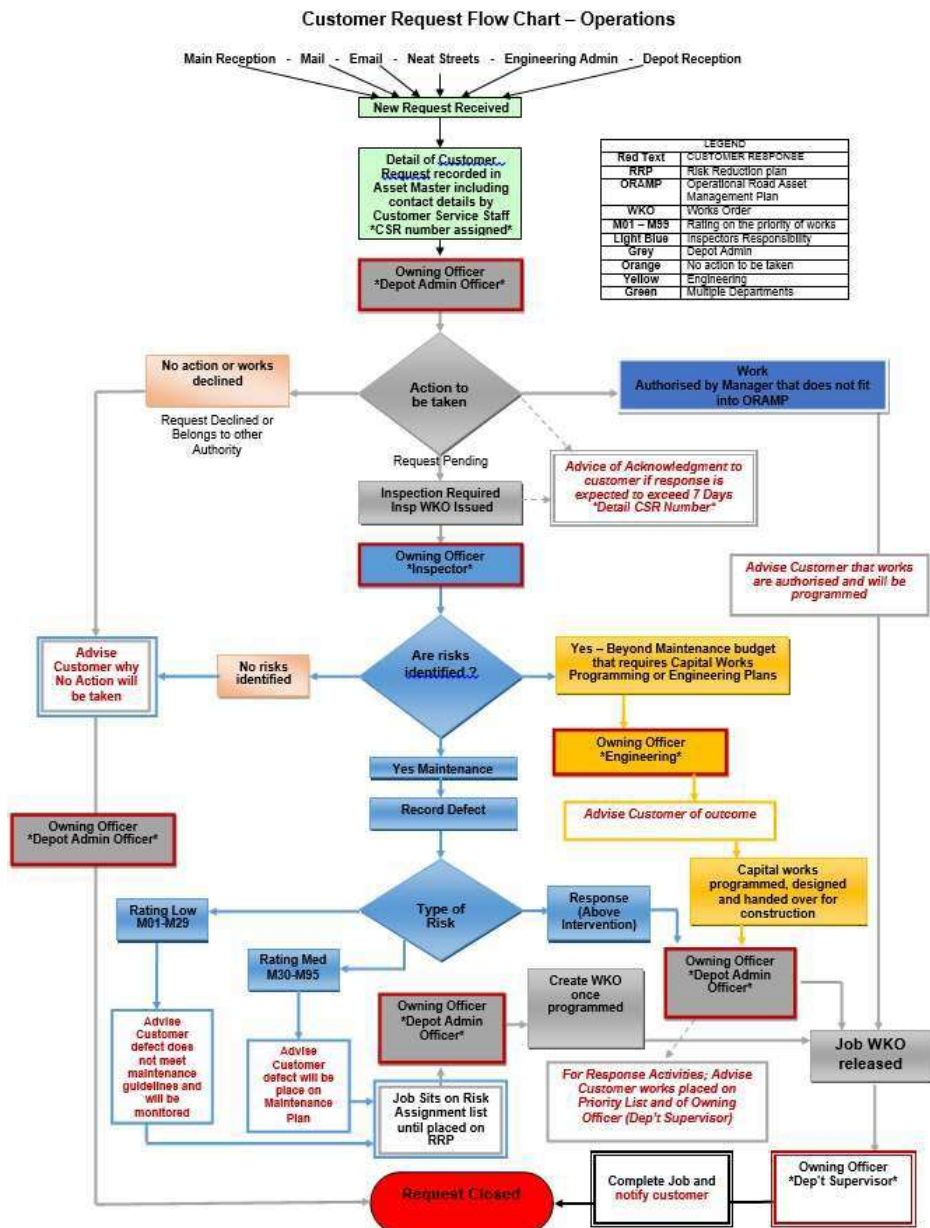 Customer Request Flow Chart – Operations
Main Reception - Mail - Email - Neat Streets - Engineering Admin - Depot Reception
New Request Received
Detail of Customer
Request recorded in
Asset Master including
contact details by
Customer Service Staff
*CSR number assigned*
LEGEND
Red Text CUSTOMER RESPONSE
RRP Risk Reduction plan
ORAMP Operational Road Asset
Management Plan
WKO Works Order
M01 – M99 Rating on the priority of works
Light Blue Inspectors Responsibility
Grey Depot Admin
Orange No action to be taken
Yellow Engineering
Green Multiple Departments
Owning Officer
*Depot Admin Officer*
No action or works
declined
Request Declined or
Belongs to other
Authority
Action to
be taken
Work
Authorised by Manager that does not fit
into ORAMP
Request Pending
Advice of Acknowledgment to
customer if response is
expected to exceed 7 Days
*Detail CSR Number*
Inspection Required
Insp WKO Issued
Owning Officer
*Inspector*
Advise Customer that works
are authorised and will be
programmed
Advise
Customer why
No Action will
be taken
No risks
identified
Are risks
identified ?
Yes – Beyond Maintenance budget
that requires Capital Works
Programming or Engineering Plans
Owning Officer
*Engineering*
Yes Maintenance
Record Defect
Advise Customer of outcome
Owning Officer
*Depot Admin Officer*
Capital works
programmed, designed
and handed over for
construction
Rating Low
M01-M29
Type of
Risk
Response
(Above
Intervention)
Rating Med
M30-M95
Owning Officer
*Depot Admin
Officer*
Create WKO
once
programmed
Owning Officer
*Depot Admin
Officer*
Job WKO
released
Advise
Customer
defect does
not meet
maintenance
guidelines and
will be
monitored
Advise
Customer
defect will be
place on
Maintenance
Plan
Job Sits on Risk
Assignment list
until placed on
RRP
For Response Activities; Advise
Customer works placed on
Priority List and of Owning
Officer (Dep't Supervisor)
Request Closed
Complete Job and
notify customer
Owning Officer
*Dep't Supervisor*